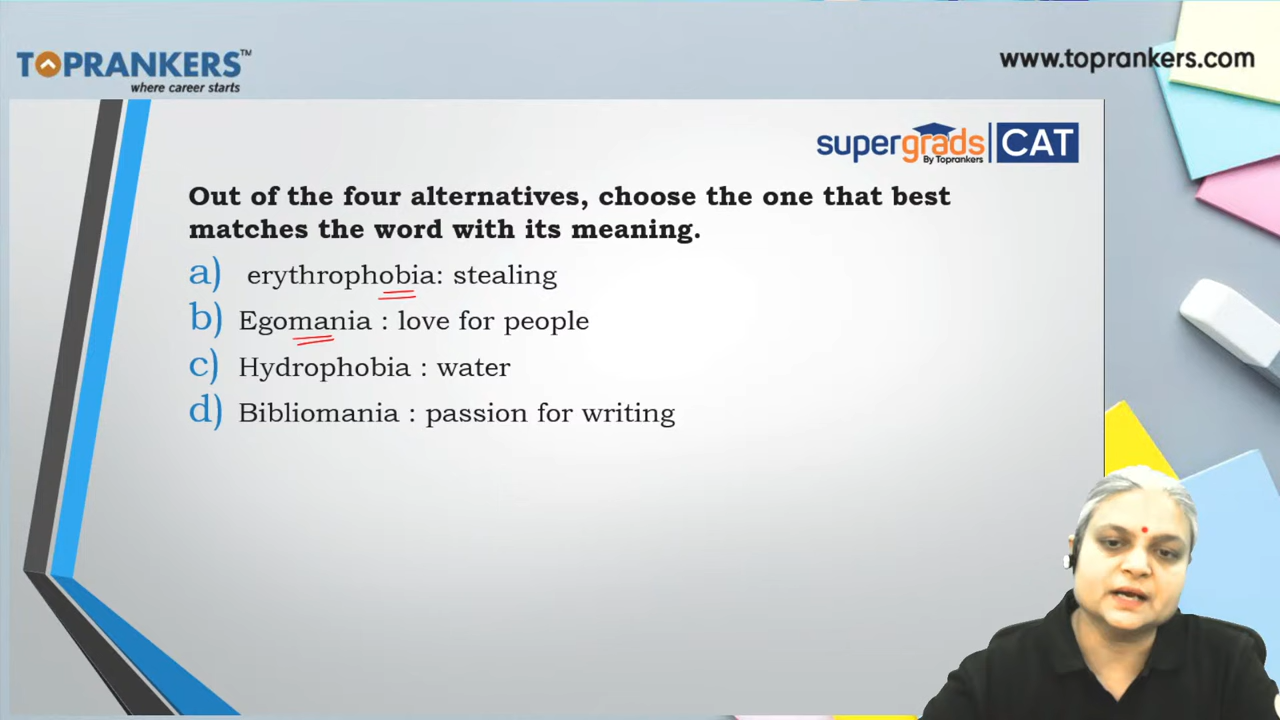 TOPRANKERS™
where career starts
www.toprankers.com
supergrads | CAT
By Toprankers
Out of the four alternatives, choose the one that best
matches the word with its meaning.
a) erythrophobia: stealing
b) Egomania : love for people
c) Hydrophobia : water
d) Bibliomania : passion for writing